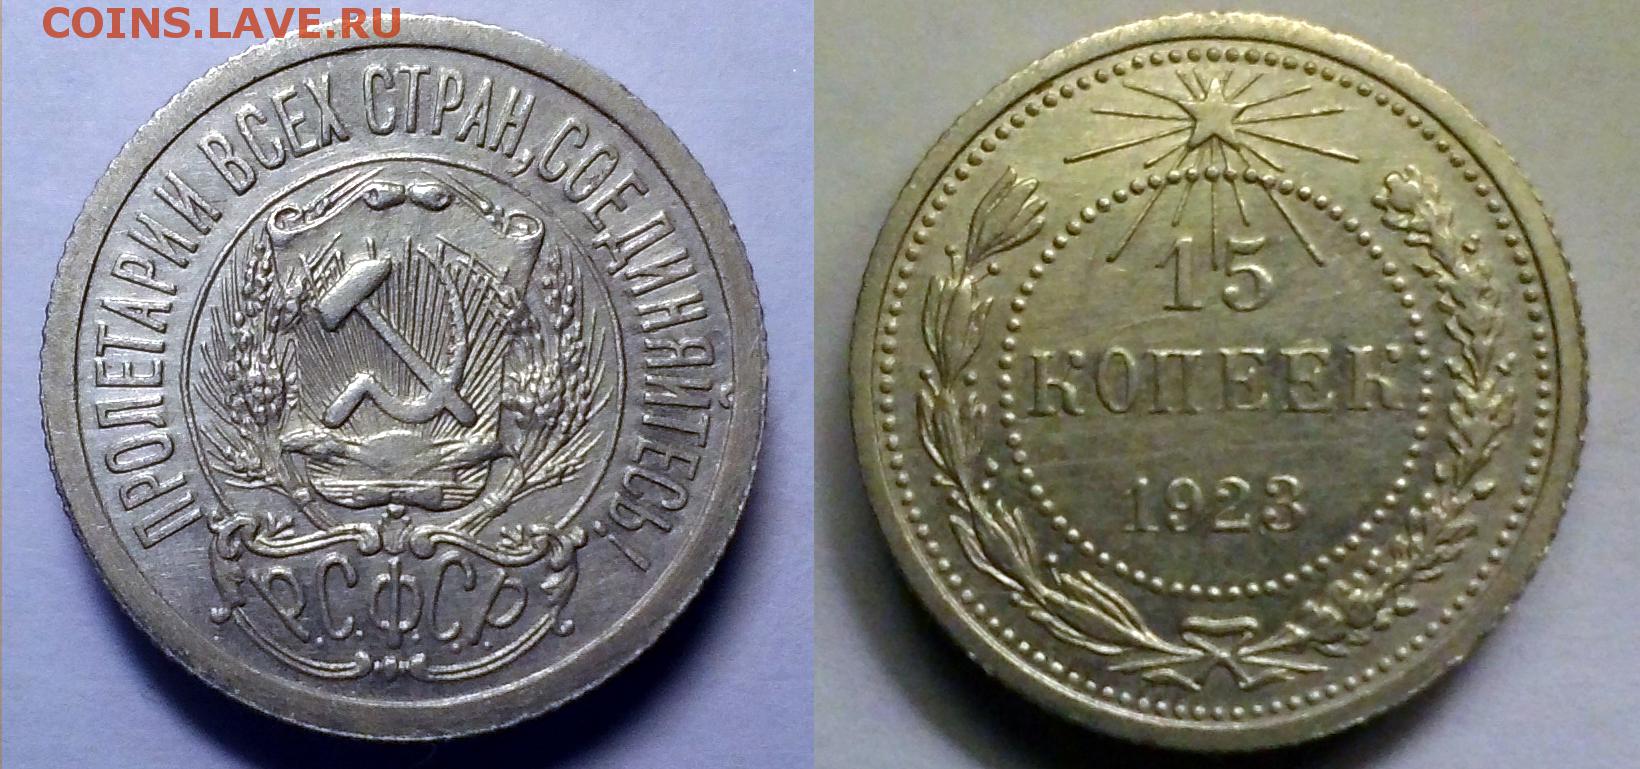 COINS.LAVE.RU
ПРОЛЕТАРИИ ВСЕХ СТРАН, СОЕДИНЯЙТЕСЬ!
Р.С.Ф.С.Р.
15
КОПЕЕК
1923